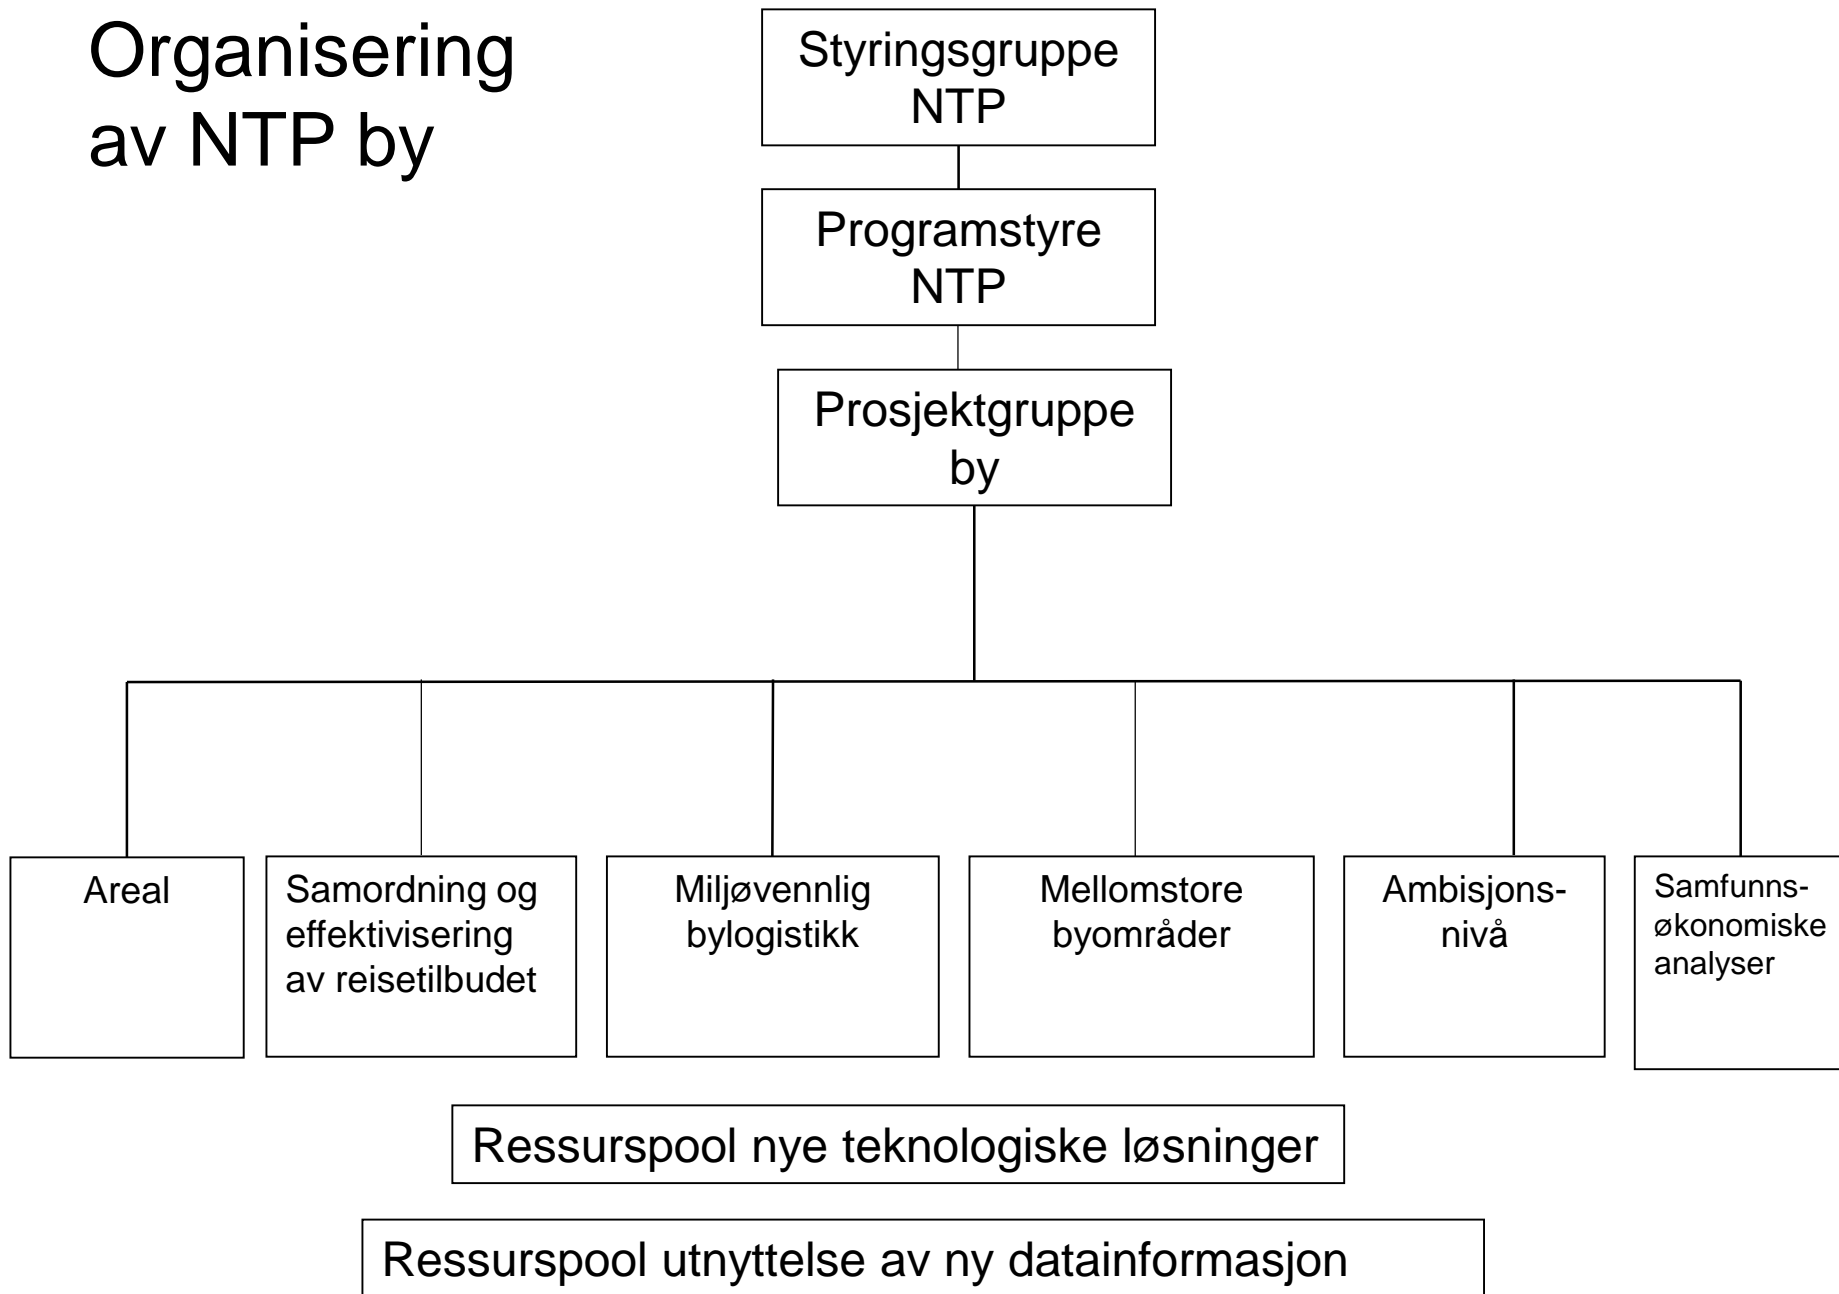 Organisering
av NTP by
Styringsgruppe
NTP
Programstyre
NTP
Prosjektgruppe
by
Areal
Samordning og
effektivisering
av reisetilbudet
Miljøvennlig
bylogistikk
Mellomstore
byområder
Ambisjons-
nivå
Samfunns-
økonomiske
analyser
Ressurspool nye teknologiske løsninger
Ressurspool utnyttelse av ny datainformasjon